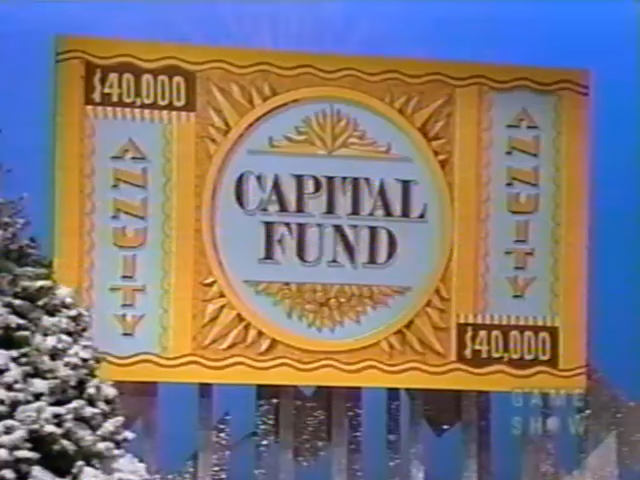 $40,000
ANNUITY
CAPITAL
FUND
ANNUITY
$40,000
GAME
SHOW